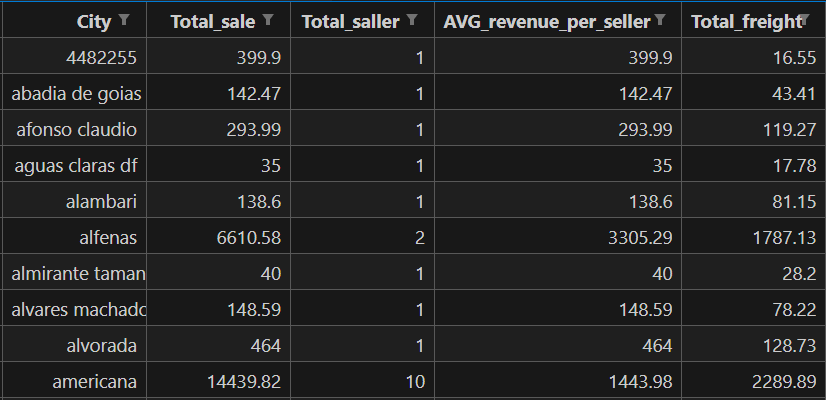 City Total_sale Total_saller AVG_revenue_per_seller Total_freight
4482255 399.9 1 399.9 16.55
abadia de goias 142.47 1 142.47 43.41
afonso claudio 293.99 1 293.99 119.27
aguas claras df 35 1 35 17.78
alambari 138.6 1 138.6 81.15
alfenas 6610.58 2 3305.29 1787.13
almirante taman 40 1 40 28.2
alvares machado 148.59 1 148.59 78.22
alvorada 464 1 464 128.73
americana 14439.82 10 1443.98 2289.89